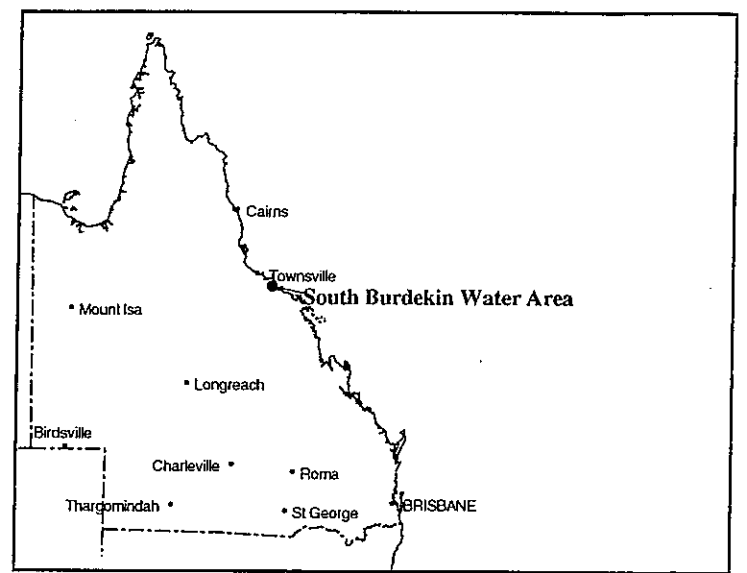 Cairns
Townsville
South Burdekin Water Area
Mount Isa
Longreach
Birdsville
Charleville
Roma
Thargomindah
St George
BRISBANE